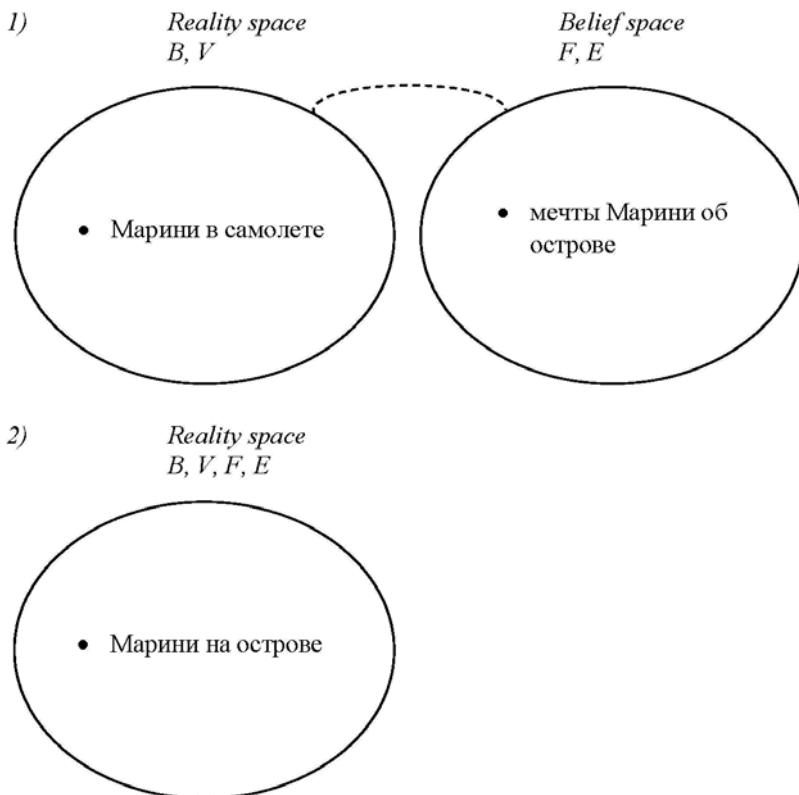 1) Reality space Belief space
B, V F, E
• Марини в самолете • мечты Марини об
острове
2) Reality space
B, V, F, E
• Марини на острове